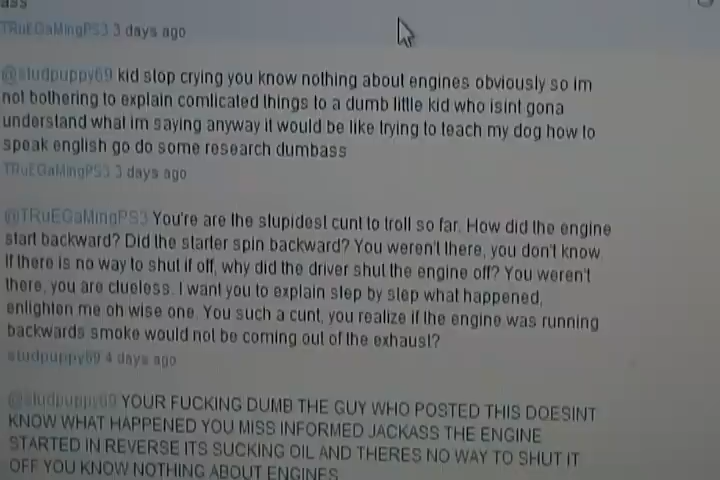 ass
TRuEGaMingPS3 3 days ago
@studpuppy69 kid stop crying you know nothing about engines obviously so im
not bothering to explain comlicated things to a dumb little kid who isint gona
understand what im saying anyway it would be like trying to teach my dog how to
speak english go do some research dumbass
TRuEGaMingPS3 3 days ago
@TRuEGaMingPS3 You're are the stupidest cunt to troll so far. How did the engine
start backward? Did the starter spin backward? You weren't there, you don't know.
If there is no way to shut if off, why did the driver shut the engine off? You weren't
there, you are clueless. I want you to explain step by step what happened,
enlighten me oh wise one. You such a cunt, you realize if the engine was running
backwards smoke would not be coming out of the exhaust?
studpuppy69 4 days ago
@studpuppy69 YOUR FUCKING DUMB THE GUY WHO POSTED THIS DOESINT
KNOW WHAT HAPPENED YOU MISS INFORMED JACKASS THE ENGINE
STARTED IN REVERSE ITS SUCKING OIL AND THERES NO WAY TO SHUT IT
OFF YOU KNOW NOTHING ABOUT ENGINES